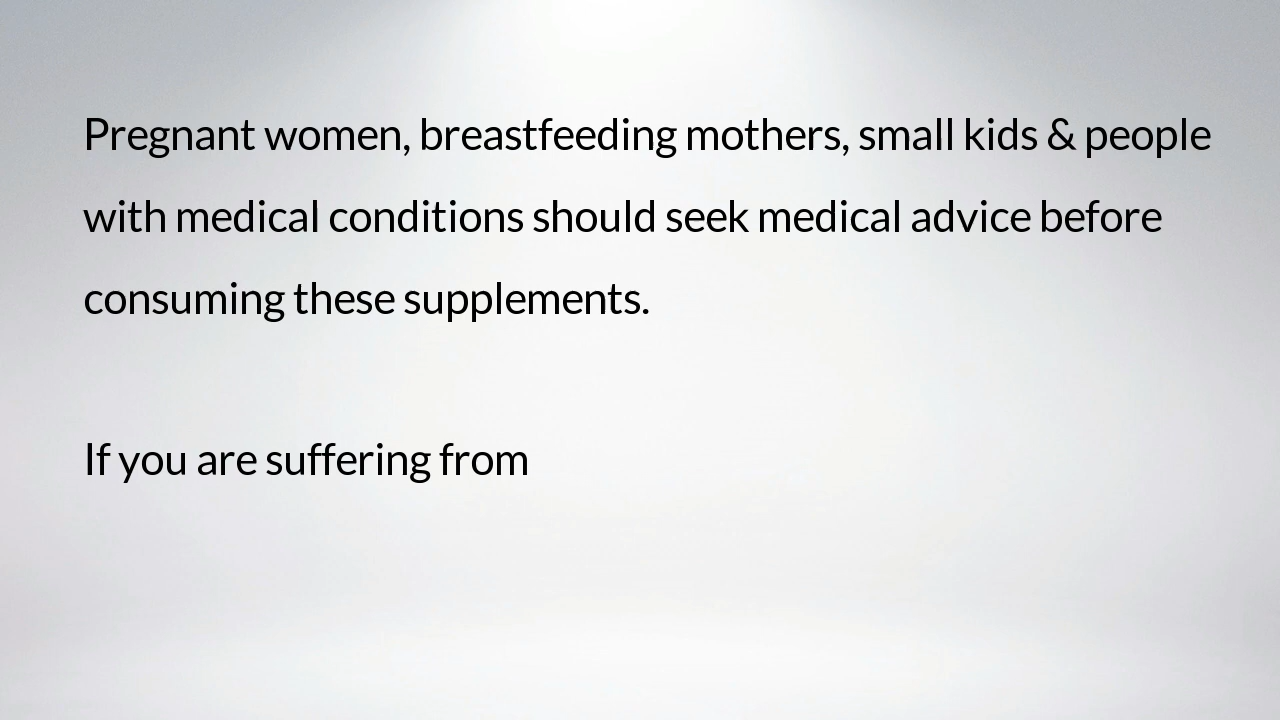 Pregnant women, breastfeeding mothers, small kids & people
with medical conditions should seek medical advice before
consuming these supplements.
If you are suffering from